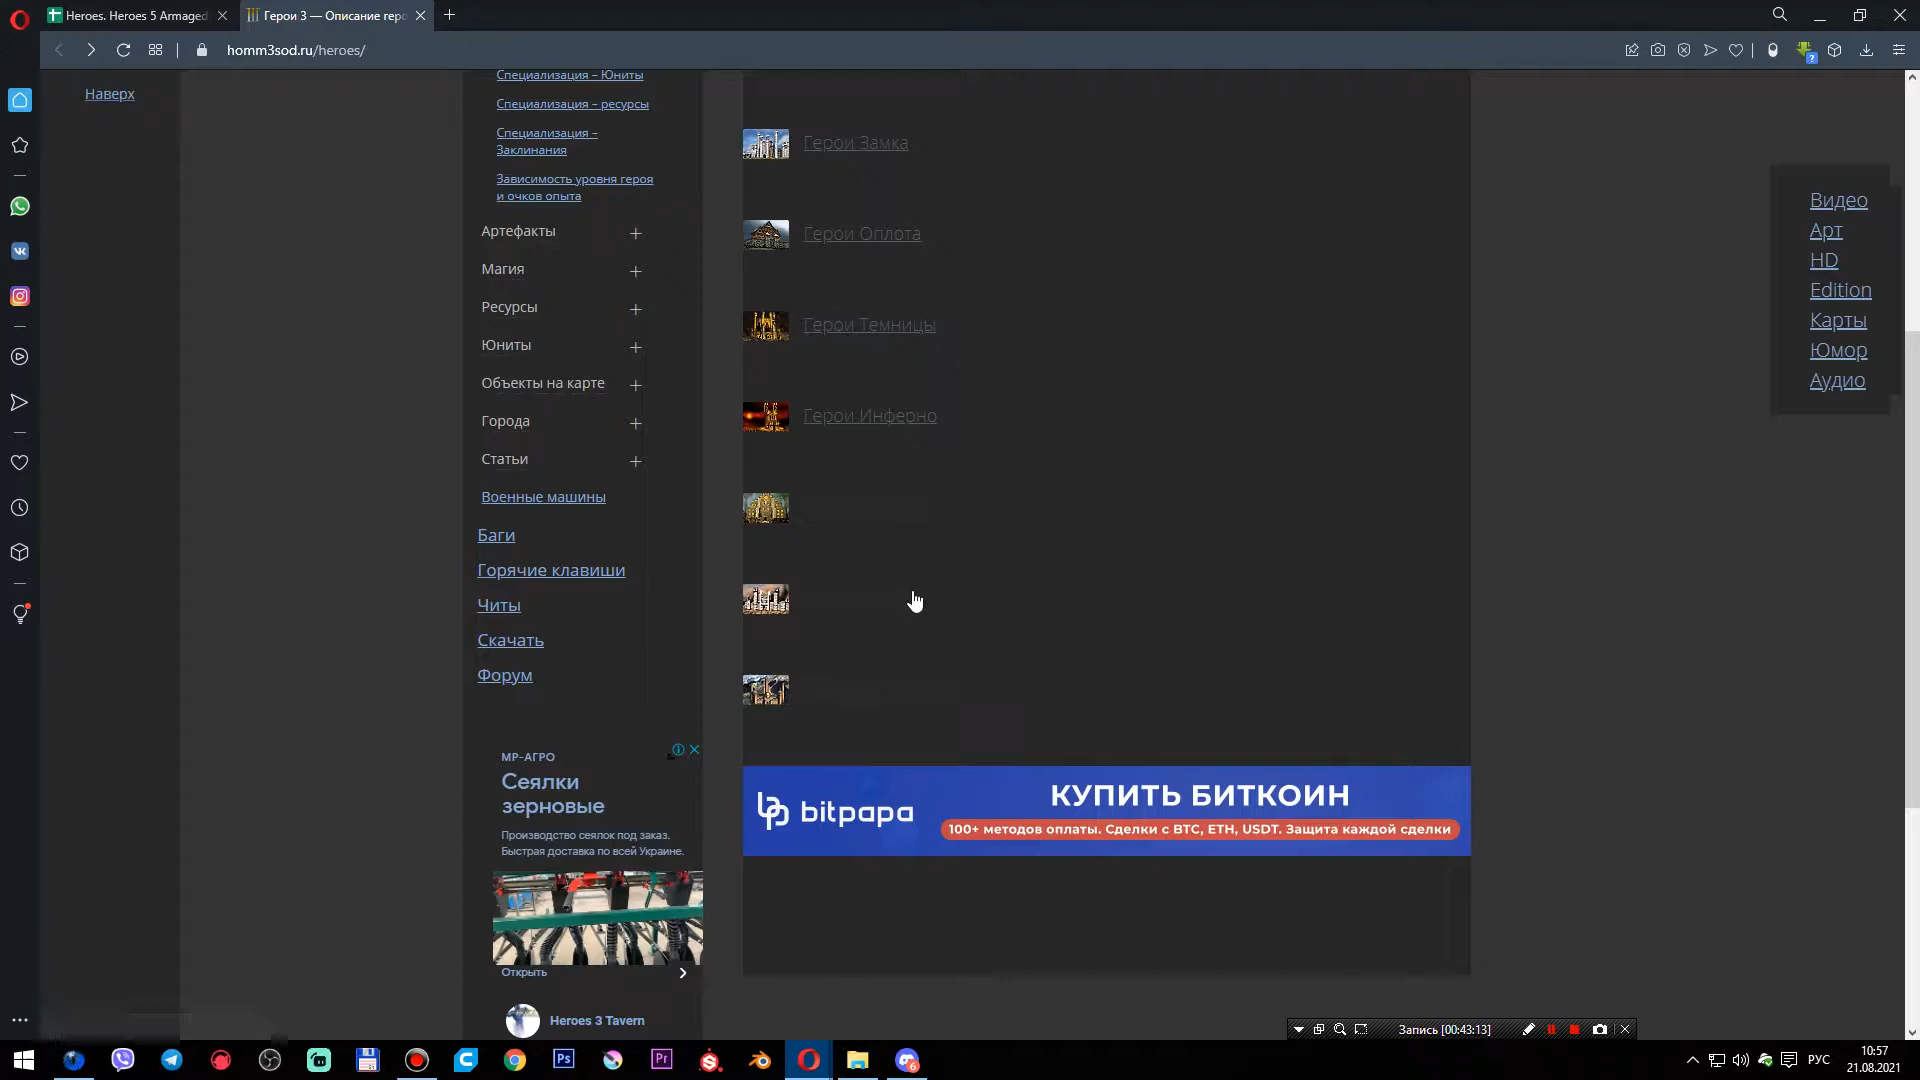 Heroes. Heroes 5 Armaged
Герои 3 — Описание геро
homm3sod.ru/heroes/
Наверх
Специализация – Юниты
Специализация – ресурсы
Специализация –
Заклинания
Зависимость уровня героя
и очков опыта
Артефакты
Магия
Ресурсы
Юниты
Объекты на карте
Города
Статьи
Военные машины
Баги
Горячие клавиши
Читы
Скачать
Форум
МР-АГРО
Сеялки
зерновые
Производство сеялок под заказ.
Быстрая доставка по всей Украине.
Открыть
Heroes 3 Tavern
Герои Замка
Герои Оплота
Герои Темницы
Герои Инферно
bitpapa
КУПИТЬ БИТКОИН
100+ методов оплаты. Сделки с BTC, ETH, USDT. Защита каждой сделки
Видео
Арт
HD
Edition
Карты
Юмор
Аудио
Запись [00:43:13]
Ps
Pr
6
РУС
10:57
21.08.2021